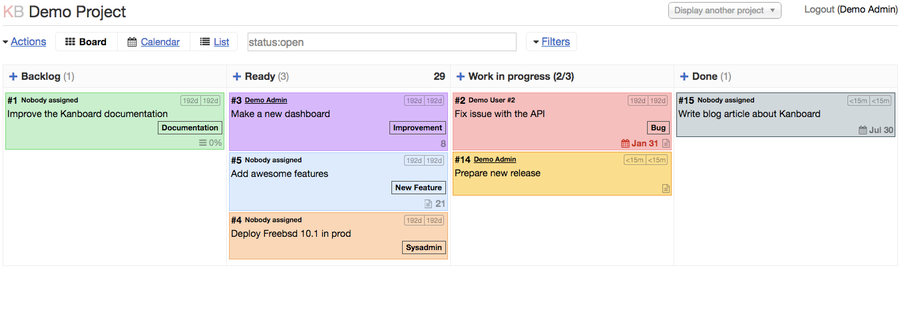 KB Demo Project Display another project Logout (Demo Admin)
Actions Board Calendar List status:open Filters
+ Backlog (1)
#1 Nobody assigned 192d 192d
Improve the Kanboard documentation
Documentation
0%
+ Ready (3) 29
#3 Demo Admin 192d 192d
Make a new dashboard
Improvement
8
#5 Nobody assigned 192d 192d
Add awesome features
New Feature
21
#4 Nobody assigned 192d 192d
Deploy Freebsd 10.1 in prod
Sysadmin
+ Work in progress (2/3)
#2 Demo User #2 192d 192d
Fix issue with the API
Bug
Jan 31
#14 Demo Admin <15m <15m
Prepare new release
+ Done (1)
#15 Nobody assigned <15m <15m
Write blog article about Kanboard
Jul 30